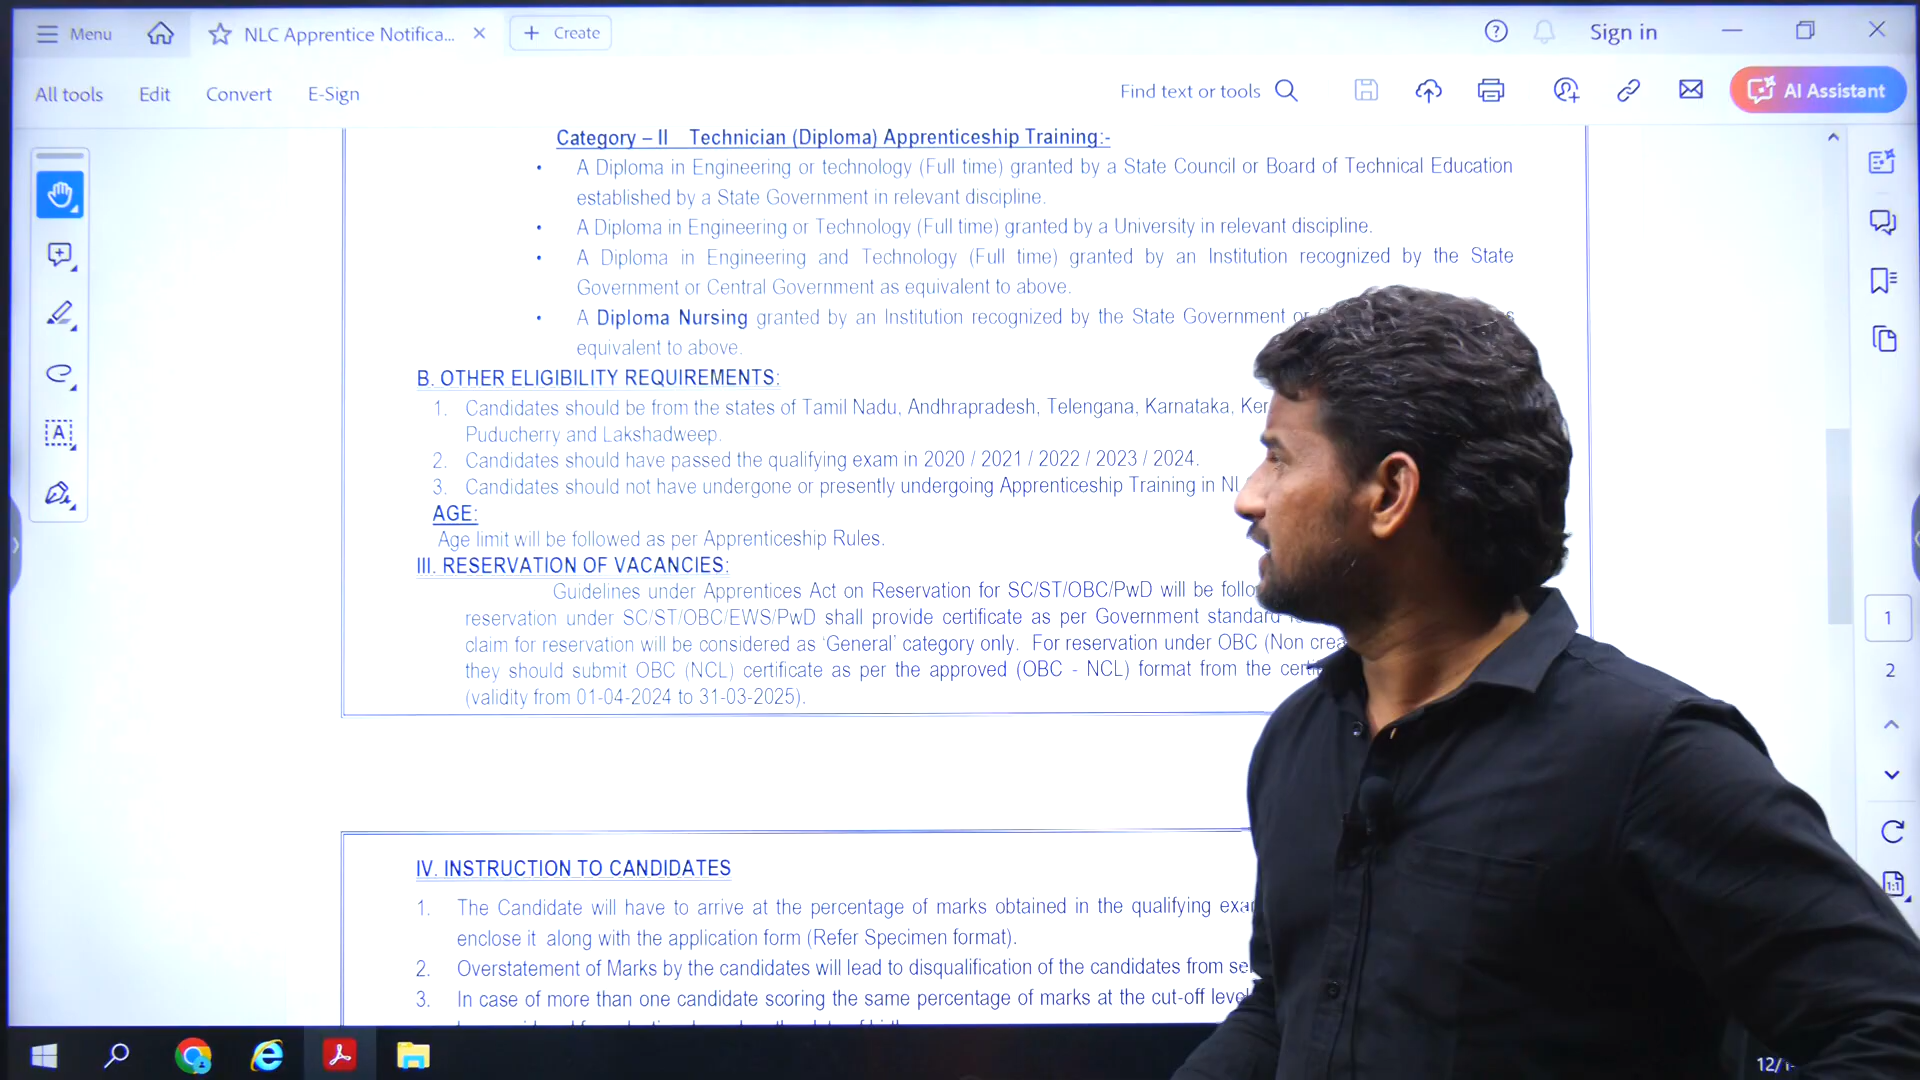 Menu
NLC Apprentice Notifica...
Create
Sign in
All tools
Edit
Convert
E-Sign
Find text or tools
AI Assistant
Category – II Technician (Diploma) Apprenticeship Training:-
• A Diploma in Engineering or technology (Full time) granted by a State Council or Board of Technical Education
established by a State Government in relevant discipline.
• A Diploma in Engineering or Technology (Full time) granted by a University in relevant discipline.
• A Diploma in Engineering and Technology (Full time) granted by an Institution recognized by the State
Government or Central Government as equivalent to above.
• A Diploma Nursing granted by an Institution recognized by the State Government or
equivalent to above.
B. OTHER ELIGIBILITY REQUIREMENTS:
1. Candidates should be from the states of Tamil Nadu, Andhrapradesh, Telengana, Karnataka,
Puducherry and Lakshadweep.
2. Candidates should have passed the qualifying exam in 2020 / 2021 / 2022 / 2023 / 2024.
3. Candidates should not have undergone or presently undergoing Apprenticeship Training in
AGE:
Age limit will be followed as per Apprenticeship Rules.
III. RESERVATION OF VACANCIES:
Guidelines under Apprentices Act on Reservation for SC/ST/OBC/PwD will be
reservation under SC/ST/OBC/EWS/PwD shall provide certificate as per Government standard
claim for reservation will be considered as 'General' category only. For reservation under OBC (Non
they should submit OBC (NCL) certificate as per the approved (OBC - NCL) format from the
(validity from 01-04-2024 to 31-03-2025).
IV. INSTRUCTION TO CANDIDATES
1. The Candidate will have to arrive at the percentage of marks obtained in the qualifying
enclose it along with the application form (Refer Specimen format).
2. Overstatement of Marks by the candidates will lead to disqualification of the candidates from
3. In case of more than one candidate scoring the same percentage of marks at the cut-off level
1
2
1:1
12/